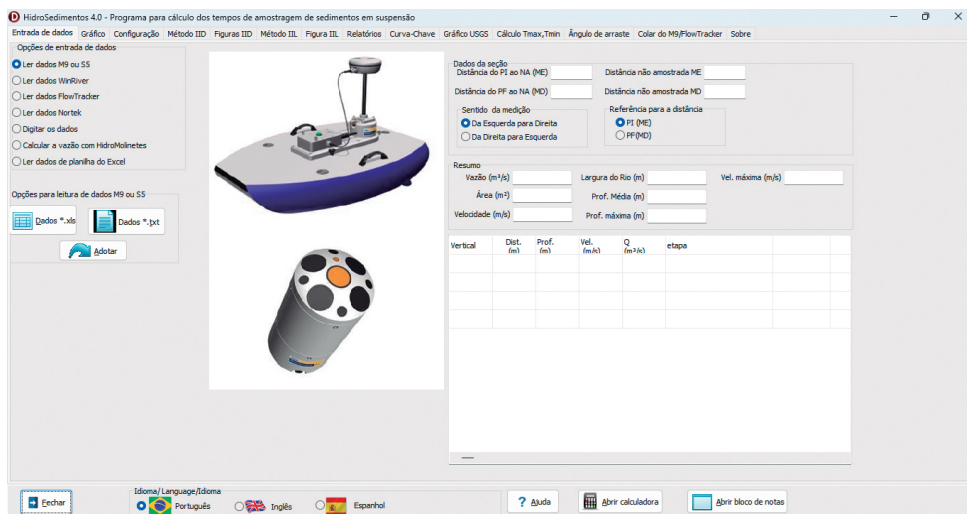 HidroSedimentos 4.0 - Programa para cálculo dos tempos de amostragem de sedimentos em suspensão
Entrada de dados Gráfico Configuração Método IID Figuras IID Método IIL Figura IIL Relatórios Curva-Chave Gráfico USGS Cálculo Tmax,Tmin Ângulo de arraste Colar do M9/FlowTracker Sobre
Opções de entrada de dados
Ler dados M9 ou S5
Ler dados WinRiver
Ler dados FlowTracker
Ler dados Nortek
Digitar os dados
Calcular a vazão com HidroMolinetes
Ler dados de planilha do Excel
Opções para leitura de dados M9 ou S5
Dados *.xls Dados *.txt
Adotar
Dados da seção
Distância do PI ao NA (ME) Distância não amostrada ME
Distância do PF ao NA (MD) Distância não amostrada MD
Sentido da medição Referência para a distância
Da Esquerda para Direita PI (ME)
Da Direita para Esquerda PF(MD)
Resumo
Vazão (m³/s) Largura do Rio (m) Vel. máxima (m/s)
Área (m²) Prof. Média (m)
Velocidade (m/s) Prof. máxima (m)
Vertical Dist. (m) Prof. (m) Vel. (m/s) Q (m³/s) etapa
Idioma/Language/Idioma
Fechar Português Inglês Espanhol ? Ajuda Abrir calculadora Abrir bloco de notas